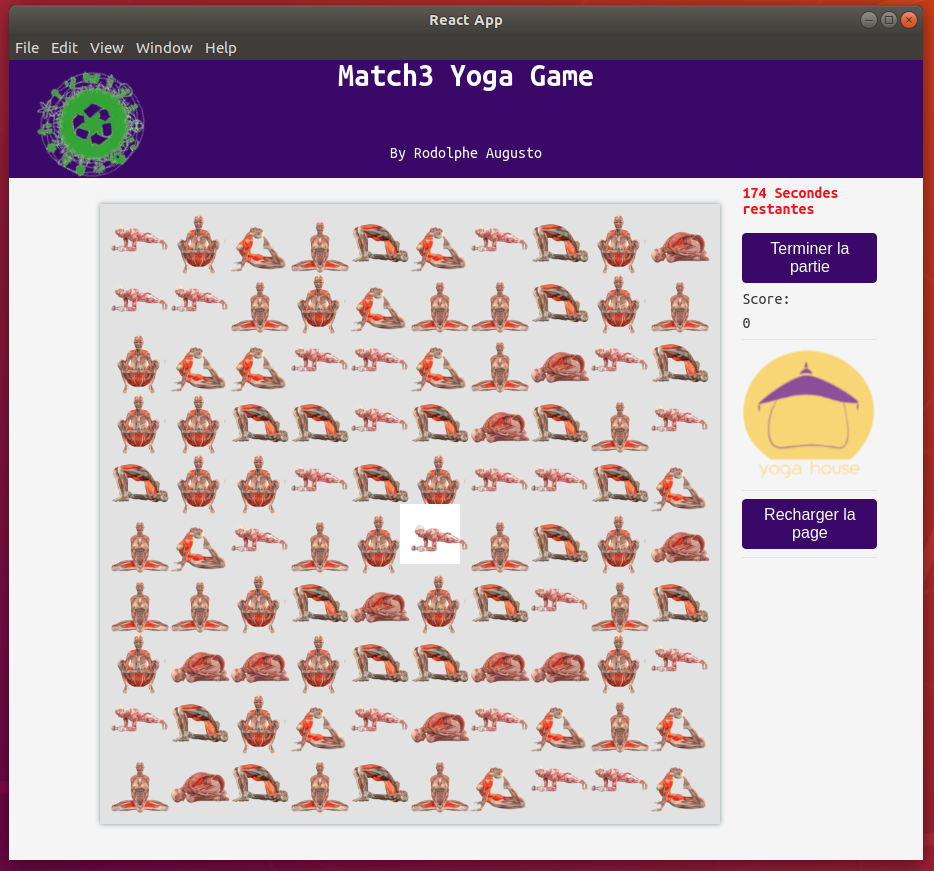 React App
File Edit View Window Help
Match3 Yoga Game
By Rodolphe Augusto
174 Secondes
restantes
Terminer la
partie
Score:
0
yoga house
Recharger la
page